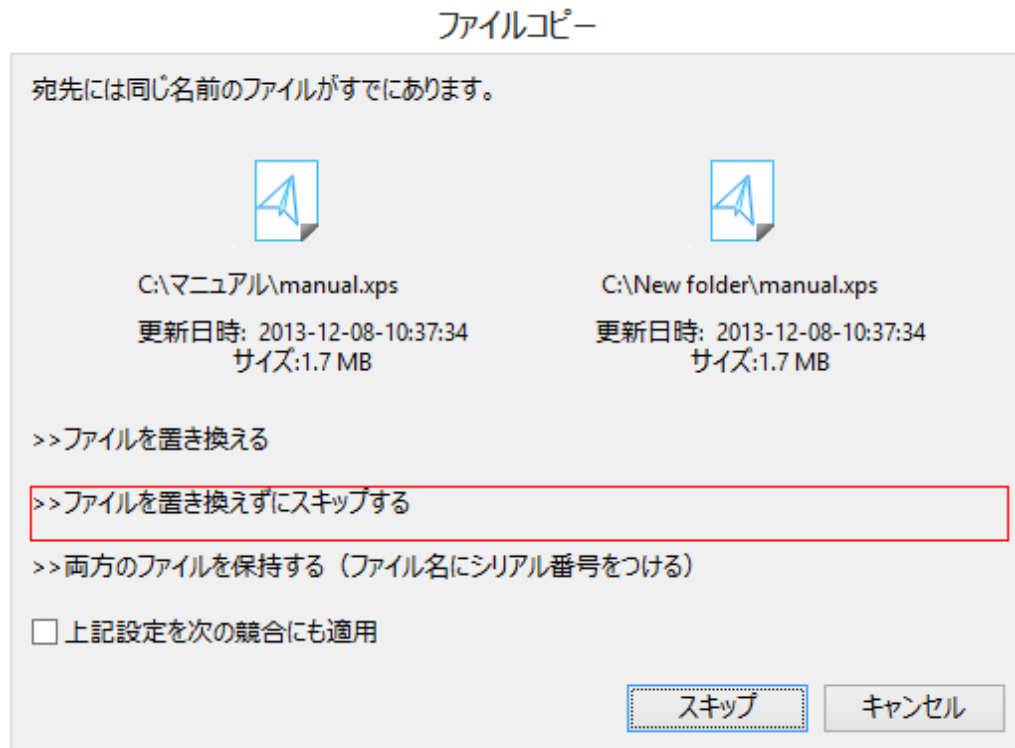 ファイルコピー
宛先には同じ名前のファイルがすでにあります。
C:\マニュアル\manual.xps
C:\New folder\manual.xps
更新日時: 2013-12-08-10:37:34
更新日時: 2013-12-08-10:37:34
サイズ:1.7 MB
サイズ:1.7 MB
>>ファイルを置き換える
>>ファイルを置き換えずにスキップする
>>両方のファイルを保持する（ファイル名にシリアル番号をつける）
上記設定を次の競合にも適用
スキップ
キャンセル